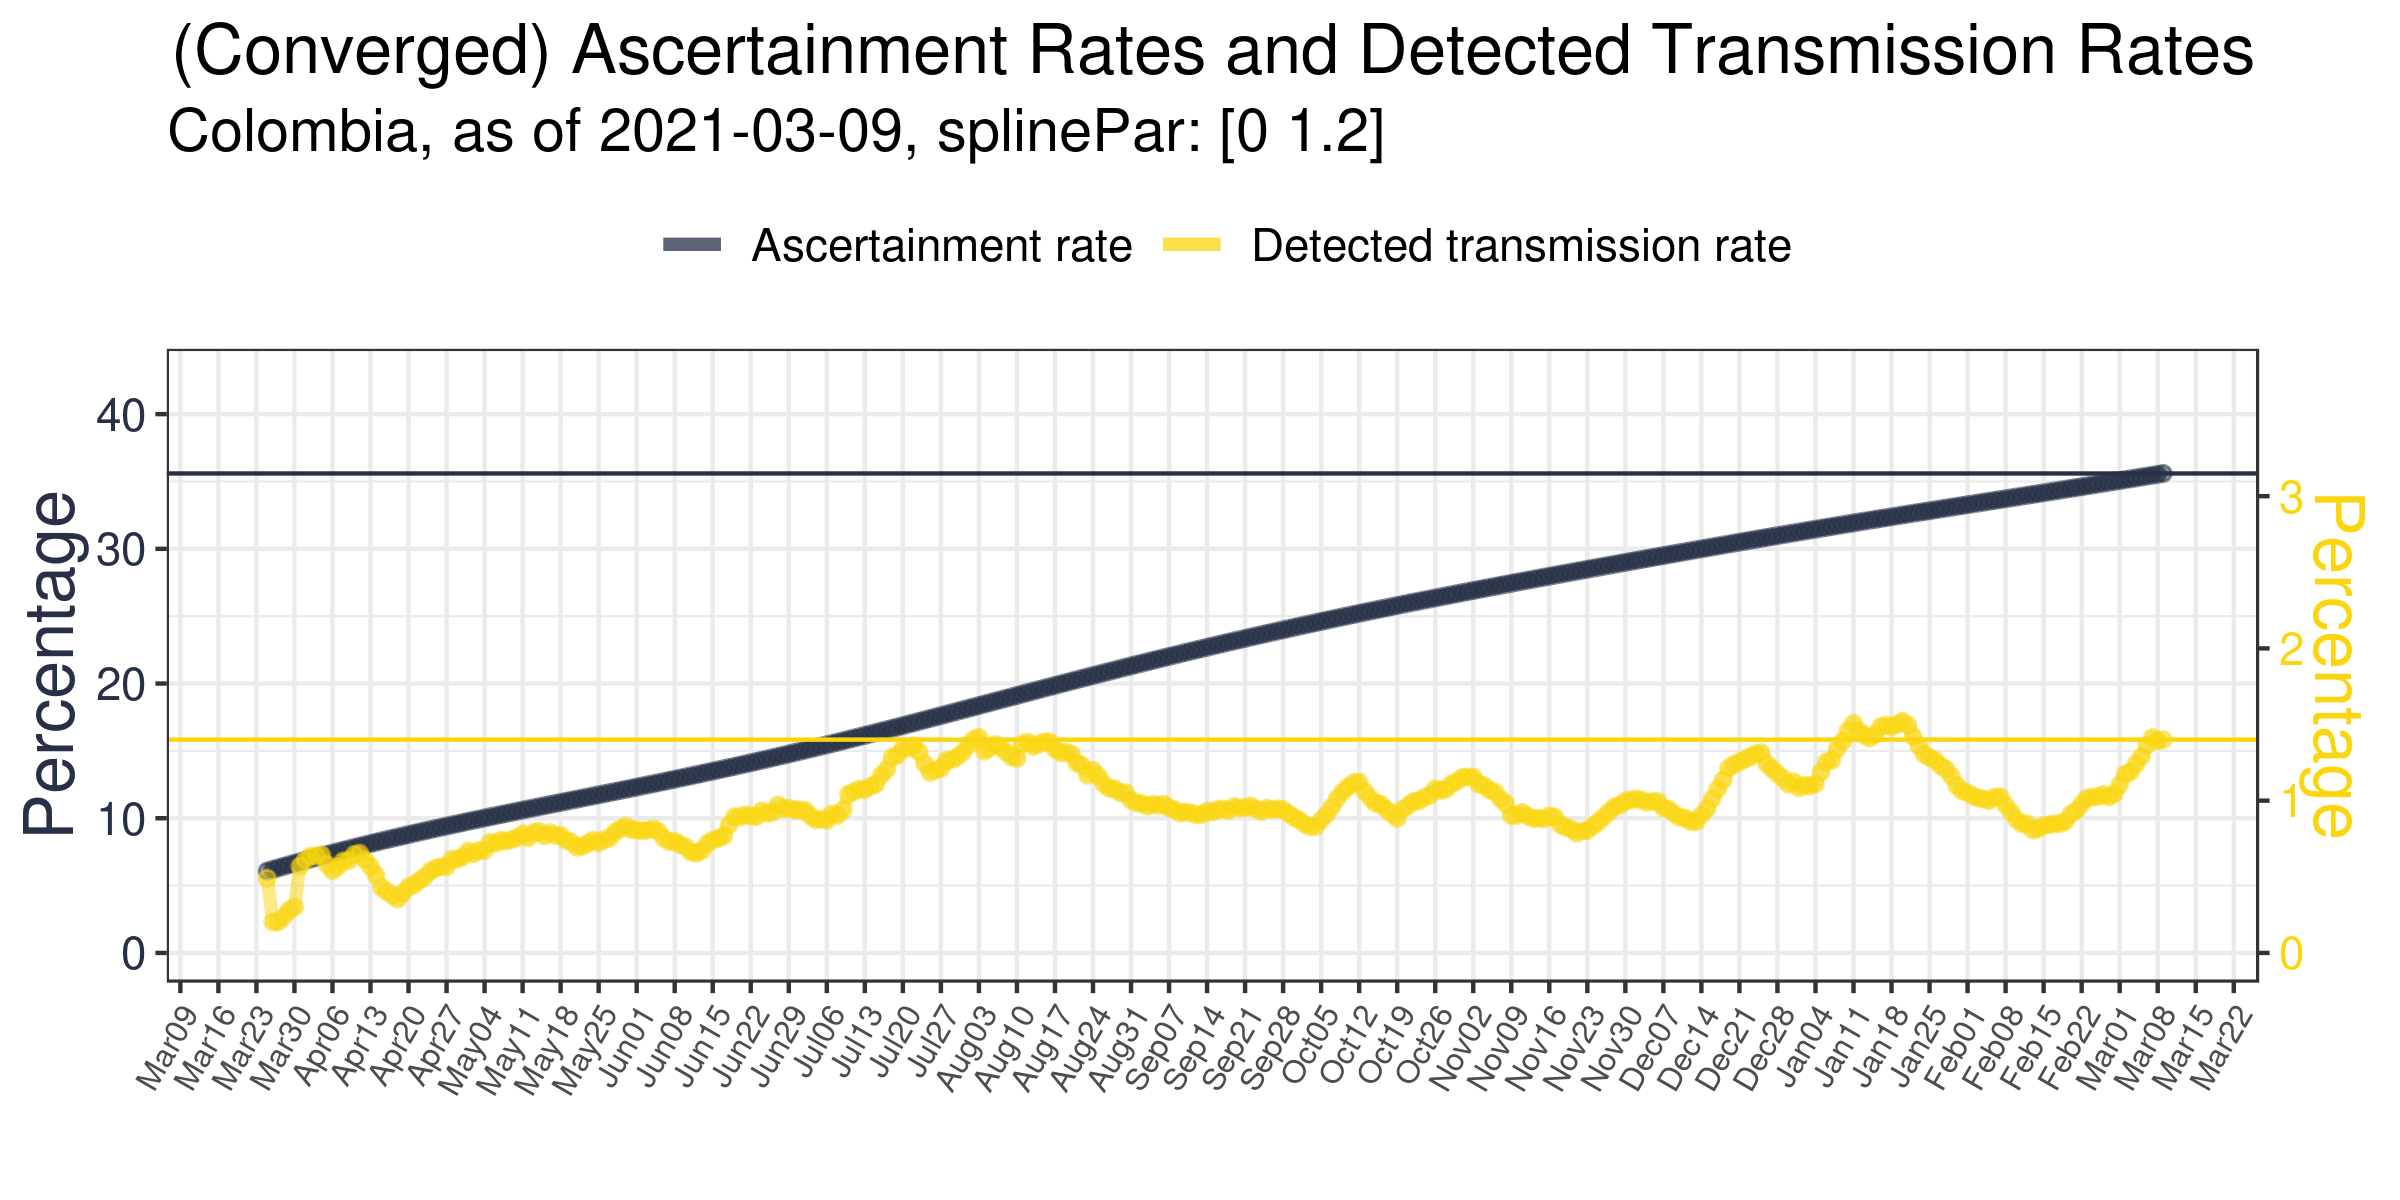 (Converged) Ascertainment Rates and Detected Transmission Rates
Colombia, as of 2021-03-09, splinePar: [0 1.2]
Ascertainment rate
Detected transmission rate
Percentage
40
30
20
10
0
3
2
1
0
Percentage
Mar09
Mar16
Mar23
Mar30
Apr06
Apr13
Apr20
Apr27
May04
May11
May18
May25
Jun01
Jun08
Jun15
Jun22
Jun29
Jul06
Jul13
Jul20
Jul27
Aug03
Aug10
Aug17
Aug24
Aug31
Sep07
Sep14
Sep21
Sep28
Oct05
Oct12
Oct19
Oct26
Nov02
Nov09
Nov16
Nov23
Nov30
Dec07
Dec14
Dec21
Dec28
Jan04
Jan11
Jan18
Jan25
Feb01
Feb08
Feb15
Feb22
Mar01
Mar08
Mar15
Mar22